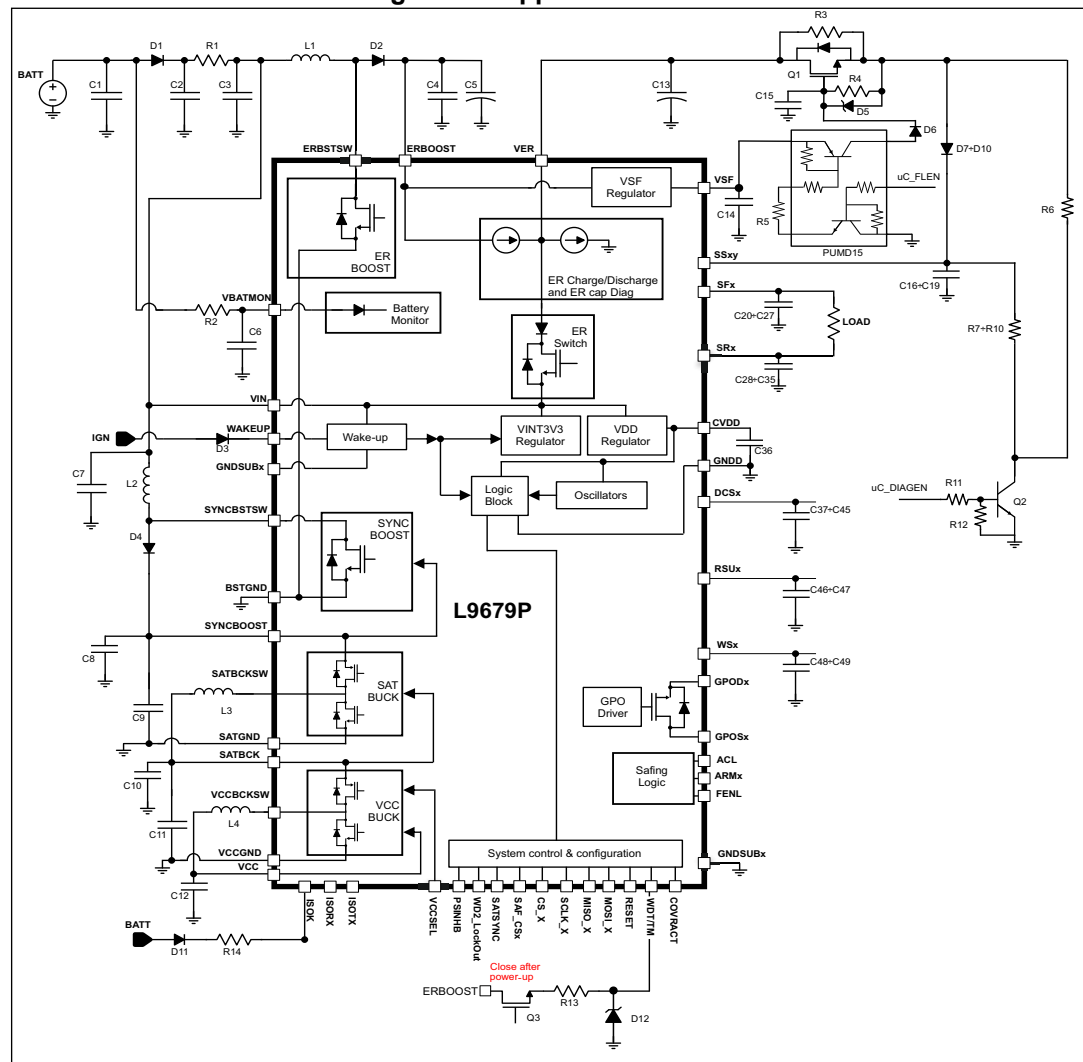 BATT
D1
R1
L1
D2
C1
C2
C3
C4
C5
C13
R3
Q1
R4
C15
D5
D6
D7÷D10
ERBSTSW
ERBOOST
VER
VSF
Regulator
VSF
C14
R5
uC_FLEN
PUMD15
R6
ER
BOOST
ER Charge/Discharge
and ER cap Diag
SSxy
C16÷C19
VBATMON
R2
C6
Battery
Monitor
SFx
C20÷C27
LOAD
R7÷R10
SRx
C28÷C35
ER
Switch
VIN
IGN
D3
WAKEUP
Wake-up
VINT3V3
Regulator
VDD
Regulator
CVDD
C36
GNDSUBx
GNDD
C7
L2
Logic
Block
Oscillators
DCSx
C37÷C45
uC_DIAGEN
R11
R12
Q2
SYNCBSTSW
D4
SYNC
BOOST
RSUx
C46÷C47
BSTGND
L9679P
SYNCBOOST
C8
WSx
C48÷C49
SATBCKSW
L3
SAT
BUCK
GPODx
GPO
Driver
C9
SATGND
GPOSx
SATBCK
C10
ACL
Safing
Logic
ARMx
FENL
VCCBCKSW
L4
VCC
BUCK
C11
VCCGND
VCC
C12
System control & configuration
GNDSUBx
ISOK
ISORX
ISOTX
VCCSEL
PSINHB
WD2_LockOut
SATSYNC
SAF_CSx
CS_X
SCLK_X
MISO_X
MOSI_X
RESET
WDT/TM
COVRACT
BATT
D11
R14
Close after
power-up
ERBOOST
Q3
R13
D12